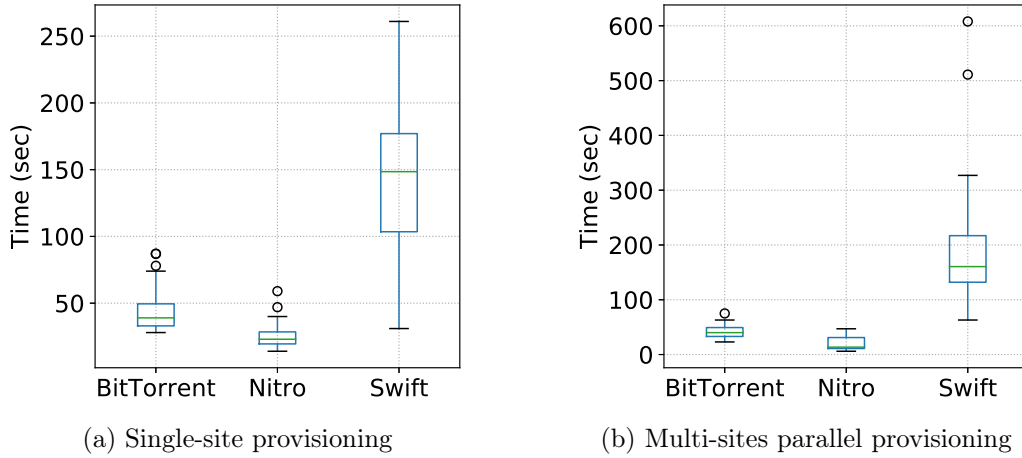 250
200
150
100
50
Time (sec)
BitTorrent Nitro Swift
(a) Single-site provisioning
600
500
400
300
200
100
0
Time (sec)
BitTorrent Nitro Swift
(b) Multi-sites parallel provisioning